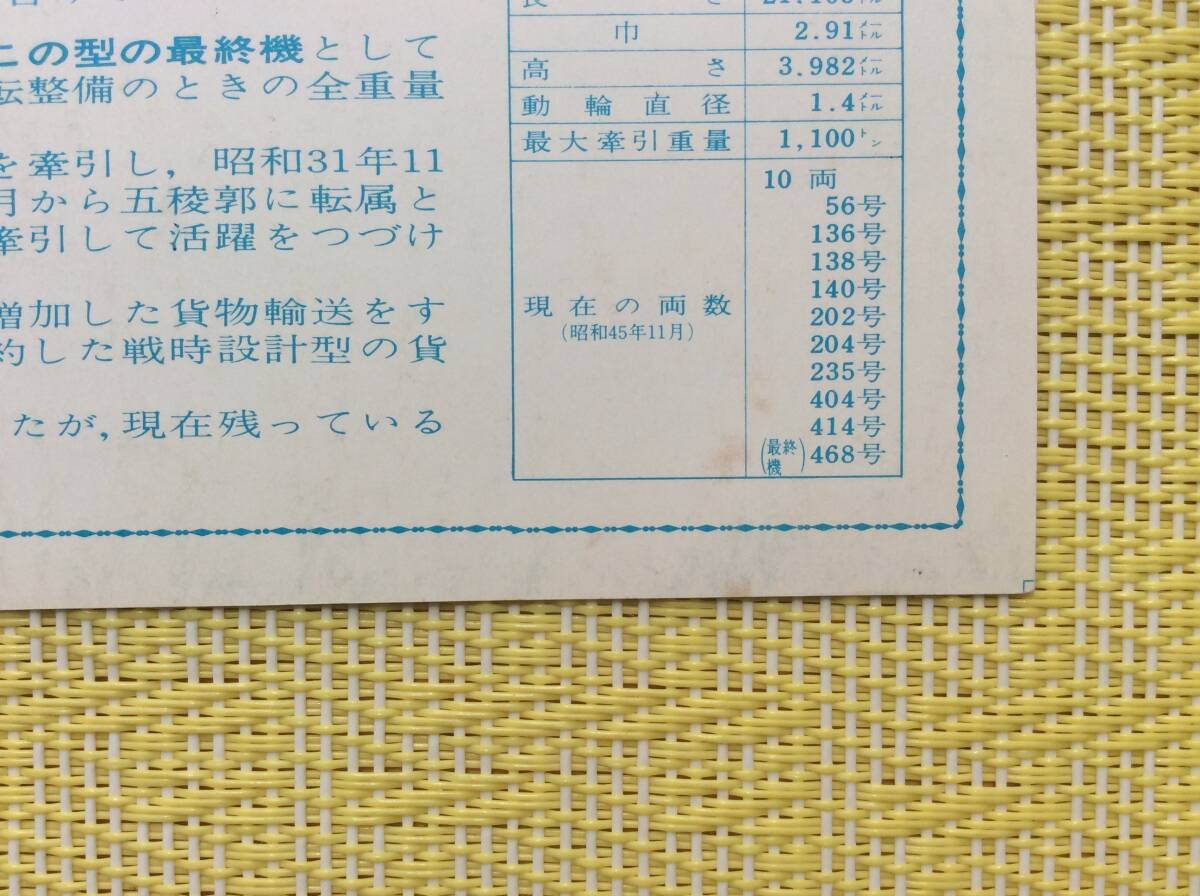 この型の最終機として
転整備のときの全重量
を牽引し，昭和31年11
月から五稜郭に転属と
牽引して活躍をつづけ
増加した貨物輸送をす
約した戦時設計型の貨
たが，現在残っている
巾 2.91メートル
高さ 3.982メートル
動輪直径 1.4メートル
最大牽引重量 1,100トン
現在の両数
(昭和45年11月)
10 両
56号
136号
138号
140号
202号
204号
235号
404号
414号
(最終機) 468号